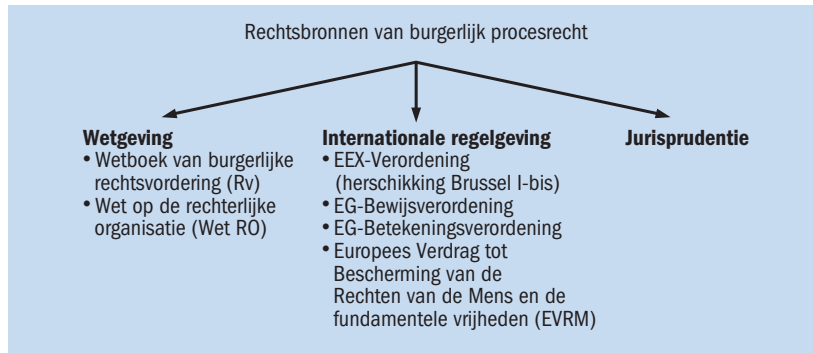 Rechtsbronnen van burgerlijk procesrecht
Wetgeving
• Wetboek van burgerlijke
rechtsvordering (Rv)
• Wet op de rechterlijke
organisatie (Wet RO)
Internationale regelgeving
• EEX-Verordening
(herschikking Brussel I-bis)
• EG-Bewijsverordening
• EG-Betekeningsverordening
• Europees Verdrag tot
Bescherming van de
Rechten van de Mens en de
fundamentele vrijheden (EVRM)
Jurisprudentie